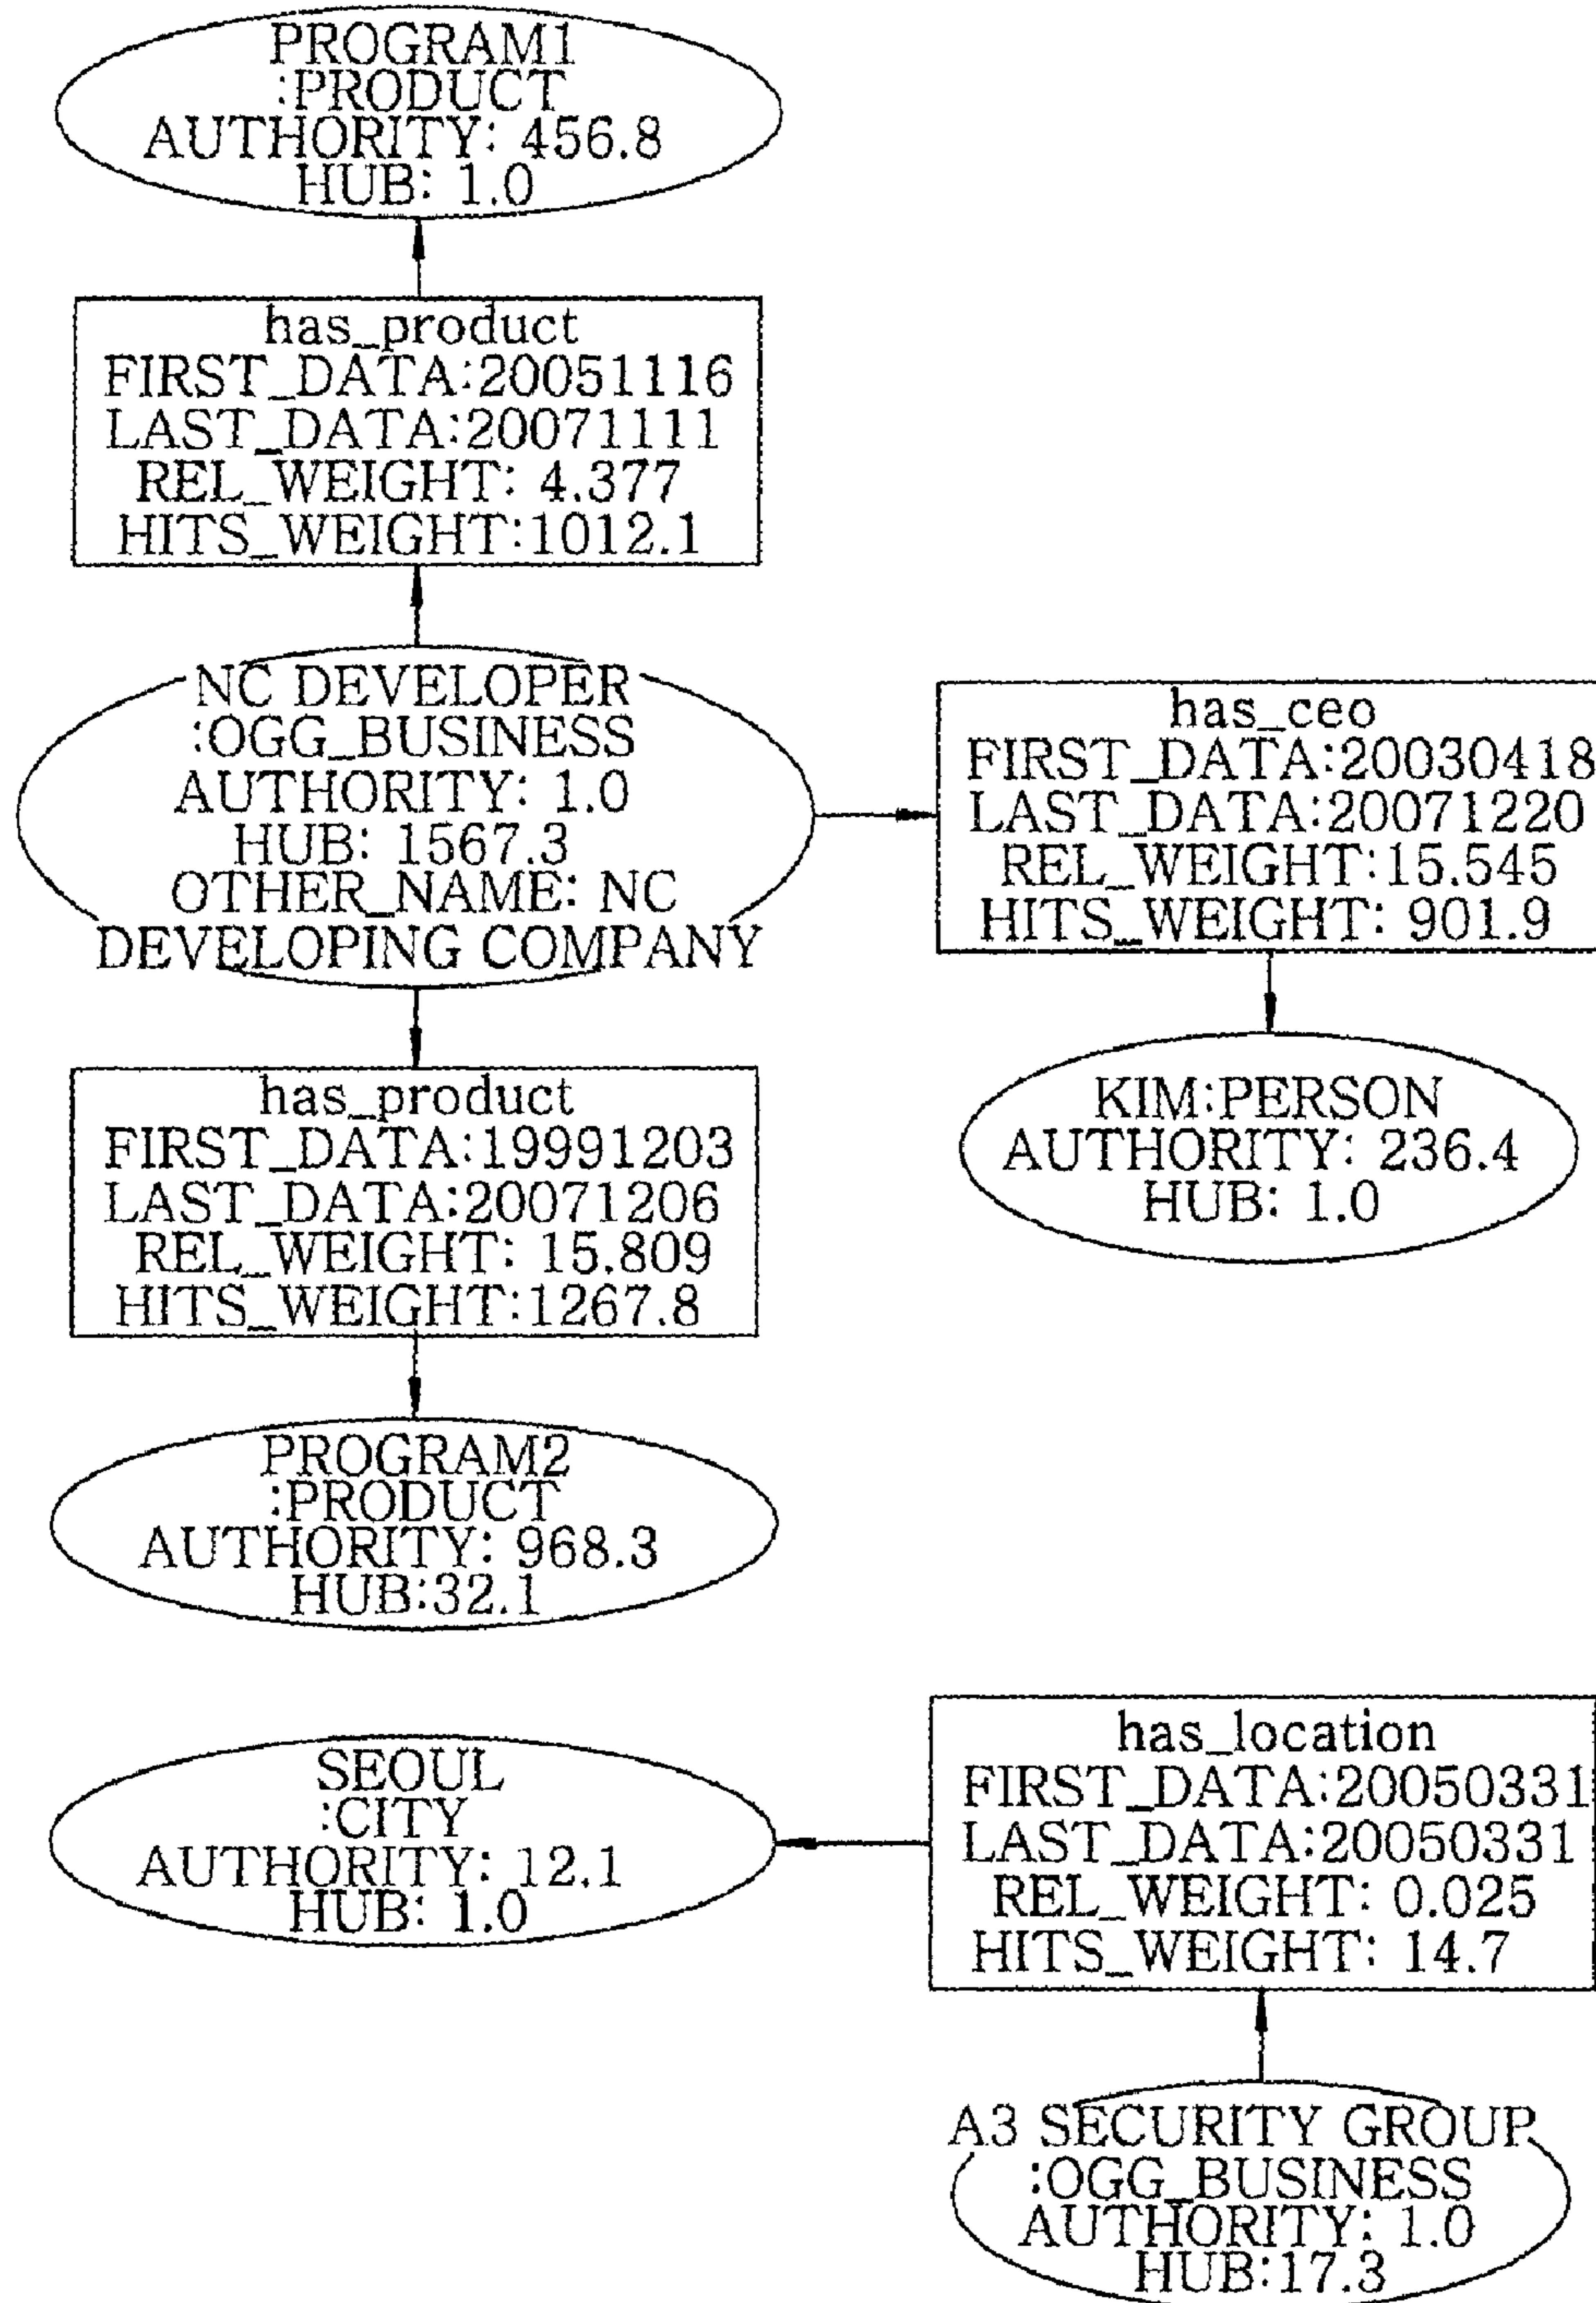 PROGRAM1
:PRODUCT
AUTHORITY: 456.8
HUB: 1.0
has_product
FIRST_DATA:20051116
LAST_DATA:20071111
REL_WEIGHT: 4.377
HITS_WEIGHT:1012.1
NC DEVELOPER
:OGG_BUSINESS
AUTHORITY: 1.0
HUB: 1567.3
OTHER_NAME: NC
DEVELOPING COMPANY
has_ceo
FIRST_DATA:20030418
LAST_DATA:20071220
REL_WEIGHT:15.545
HITS_WEIGHT: 901.9
KIM:PERSON
AUTHORITY: 236.4
HUB: 1.0
has_product
FIRST_DATA:19991203
LAST_DATA:20071206
REL_WEIGHT: 15.809
HITS_WEIGHT:1267.8
PROGRAM2
:PRODUCT
AUTHORITY: 968.3
HUB:32.1
SEOUL
:CITY
AUTHORITY: 12.1
HUB: 1.0
has_location
FIRST_DATA:20050331
LAST_DATA:20050331
REL_WEIGHT: 0.025
HITS_WEIGHT: 14.7
A3 SECURITY GROUP
:OGG_BUSINESS
AUTHORITY: 1.0
HUB:17.3